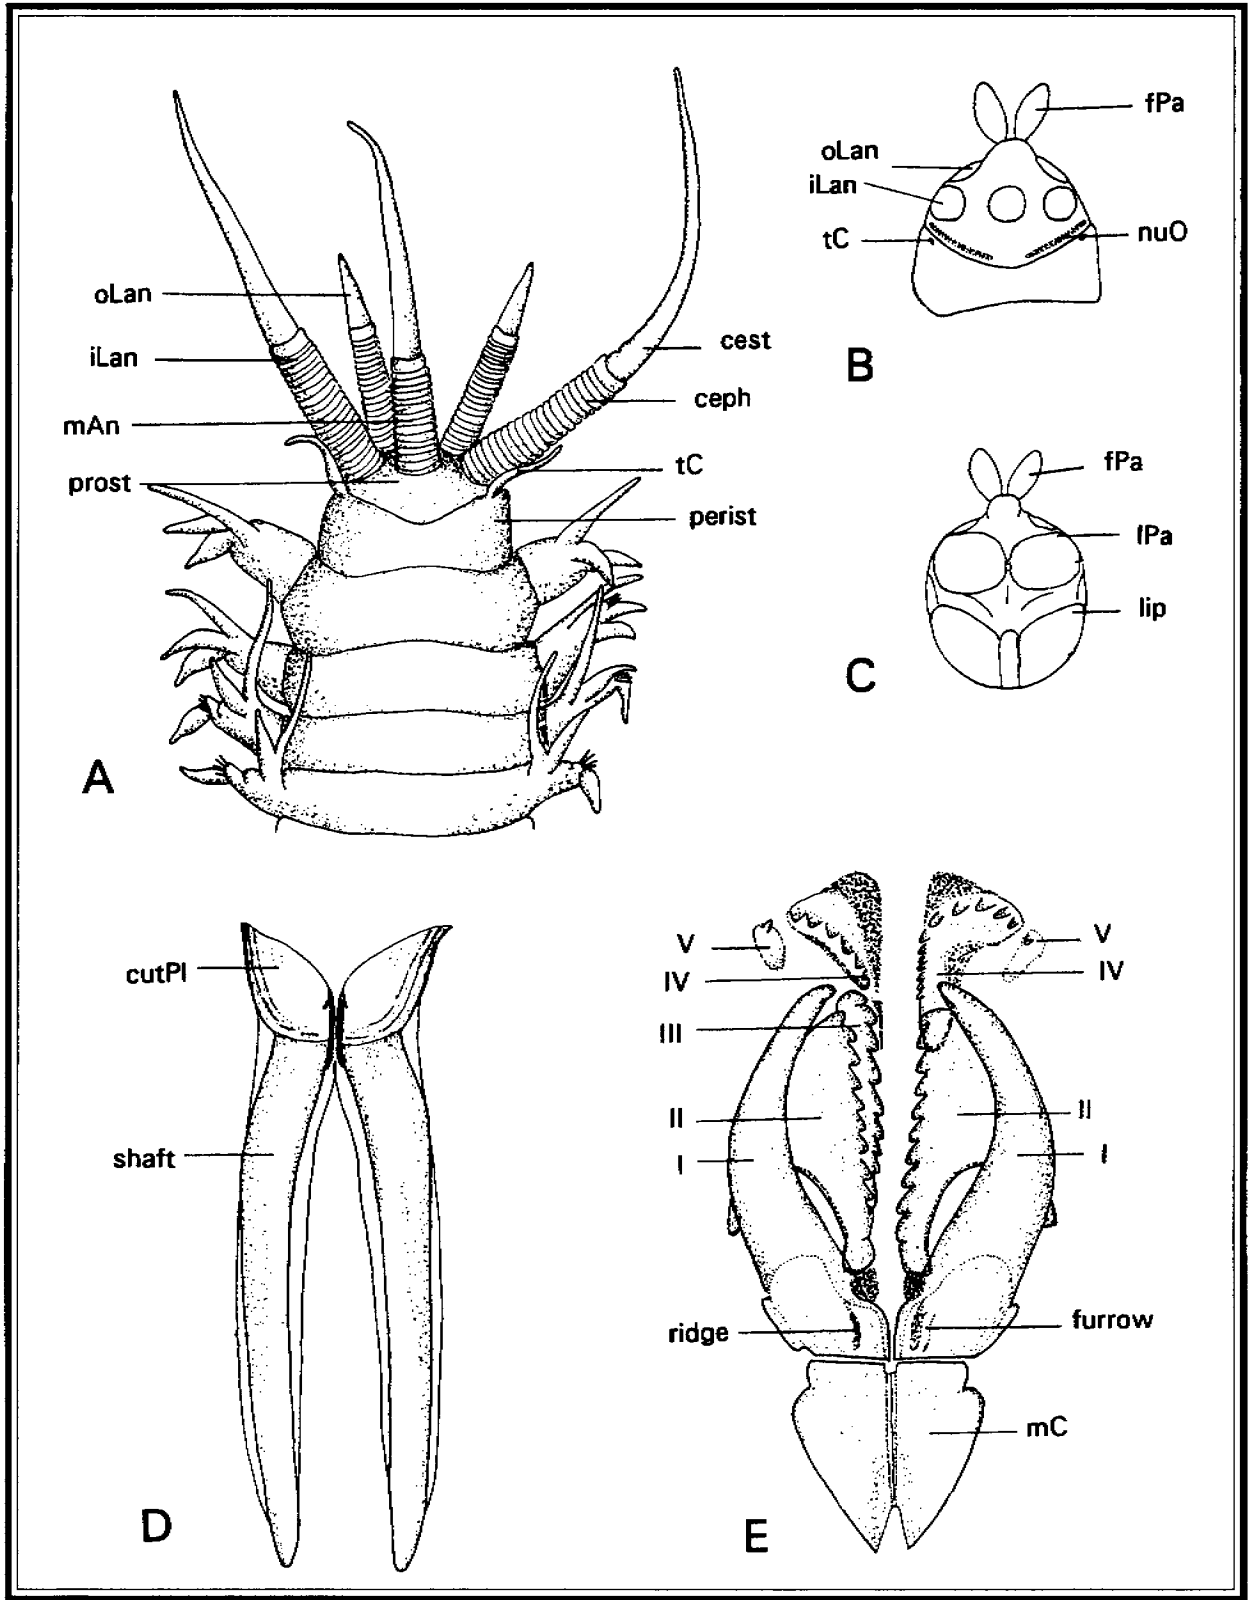 oLan
iLan
mAn
prost
cest
ceph
tC
perist
A
fPa
oLan
iLan
tC
nuO
B
fPa
lPa
lip
C
cutPl
shaft
D
V
IV
III
II
I
V
IV
II
I
ridge
furrow
mC
E